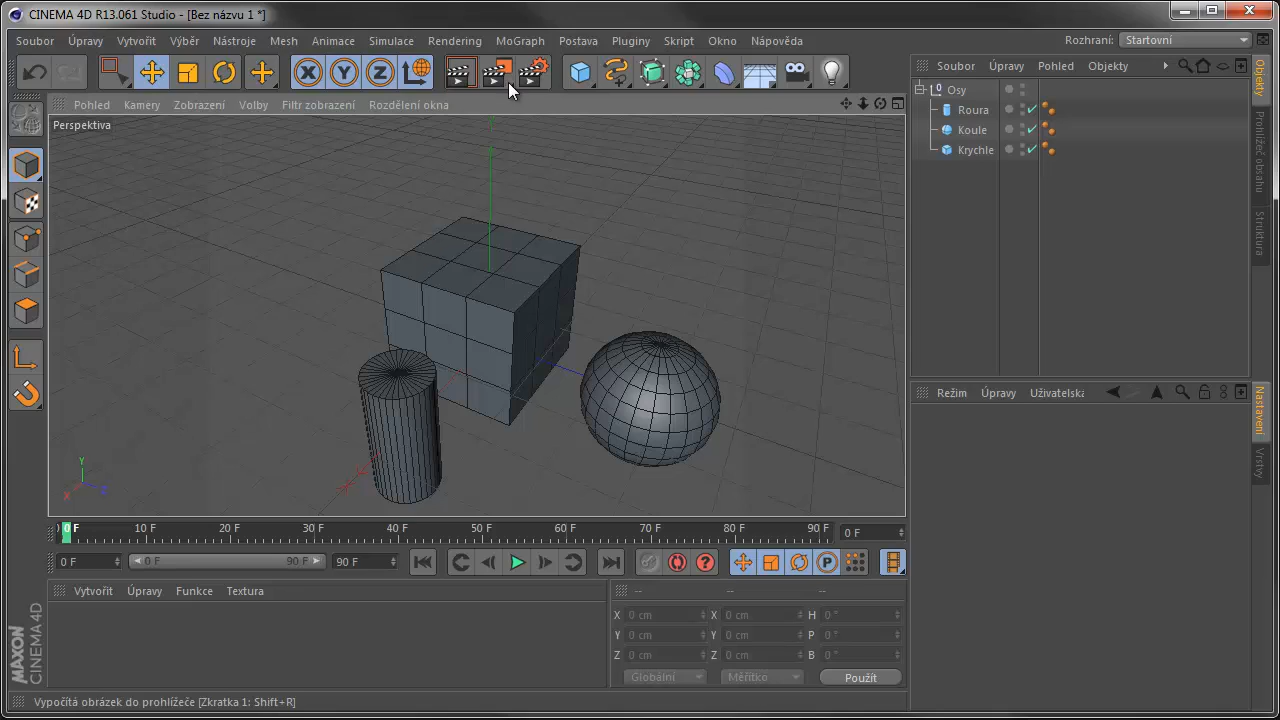 CINEMA 4D R13.061 Studio - [Bez názvu 1 *]
Soubor Úpravy Vytvořit Výběr Nástroje Mesh Animace Simulace Rendering MoGraph Postava Pluginy Skript Okno Nápověda
Rozhraní: Startovní
X Y Z
Soubor Úpravy Pohled Objekty
Pohled Kamery Zobrazení Volby Filtr zobrazení Rozdělení okna
Perspektiva
Osy
Roura
Koule
Krychle
Objekty
Prohlížeč obsahu
Struktura
Režim Úpravy Uživatelska
Nastavení
Vrstvy
Y
X Z
0 F 10 F 20 F 30 F 40 F 50 F 60 F 70 F 80 F 90 F 0 F
0 F 0 F 90 F 90 F ? P
Vytvořit Úpravy Funkce Textura
-- -- --
X 0 cm X 0 cm H 0 °
Y 0 cm Y 0 cm P 0 °
Z 0 cm Z 0 cm B 0 °
Globální Měřítko Použít
MAXON
CINEMA 4D
Vypočítá obrázek do prohlížeče [Zkratka 1: Shift+R]